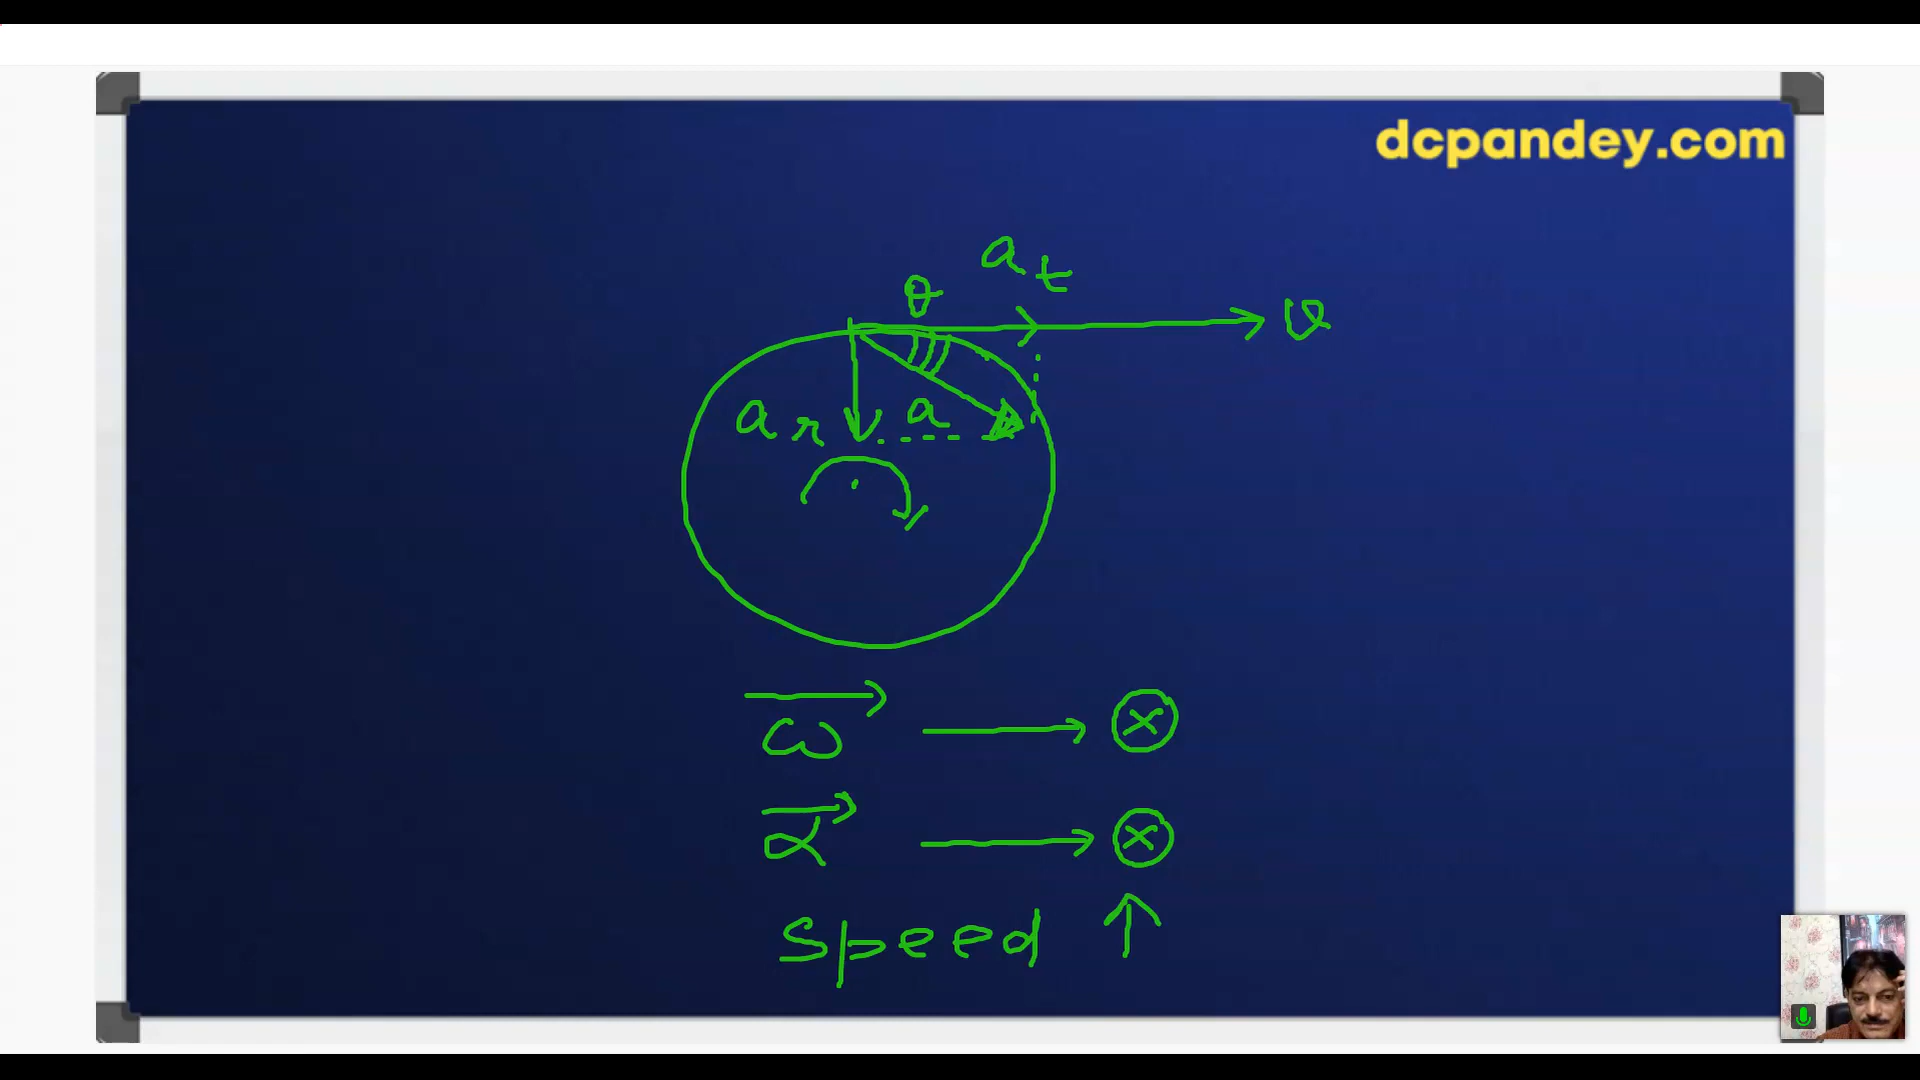 dcpandey.com
a_t
θ
v
a_r
a
→
ω → ⊗
→
α → ⊗
Speed ↑